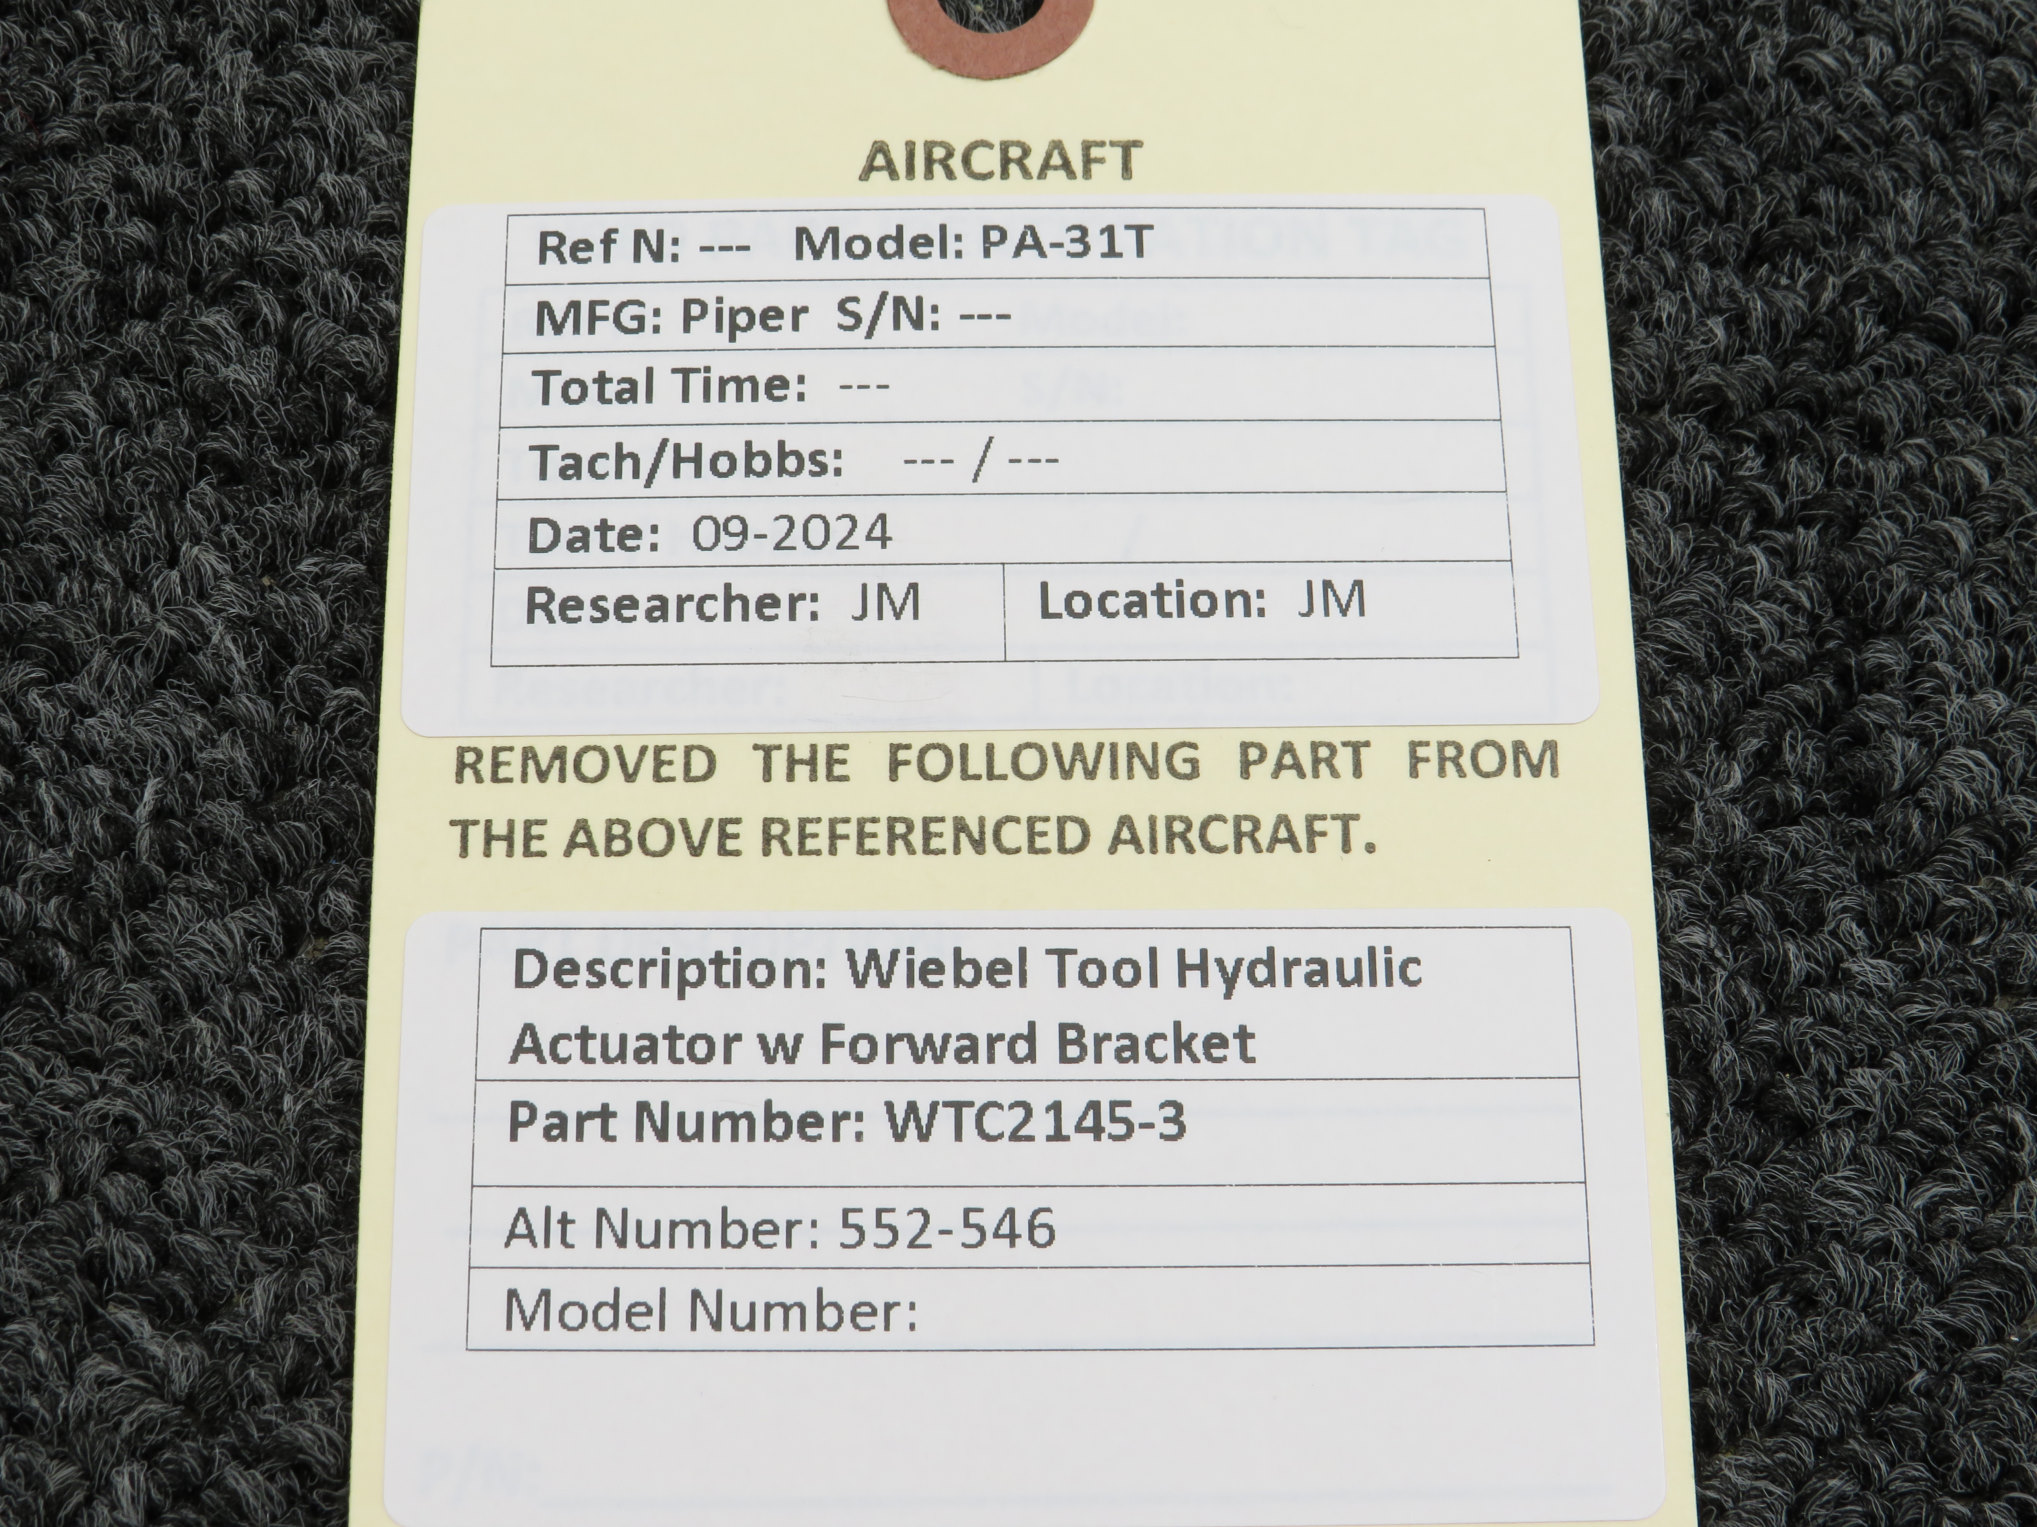 AIRCRAFT
Ref N: --- Model: PA-31T
MFG: Piper S/N: ---
Total Time: ---
Tach/Hobbs: --- / ---
Date: 09-2024
Researcher: JM Location: JM
Researcher: Location:
REMOVED THE FOLLOWING PART FROM
THE ABOVE REFERENCED AIRCRAFT.
Description: Wiebel Tool Hydraulic
Actuator w Forward Bracket
Part Number: WTC2145-3
Alt Number: 552-546
Model Number:
P/N: